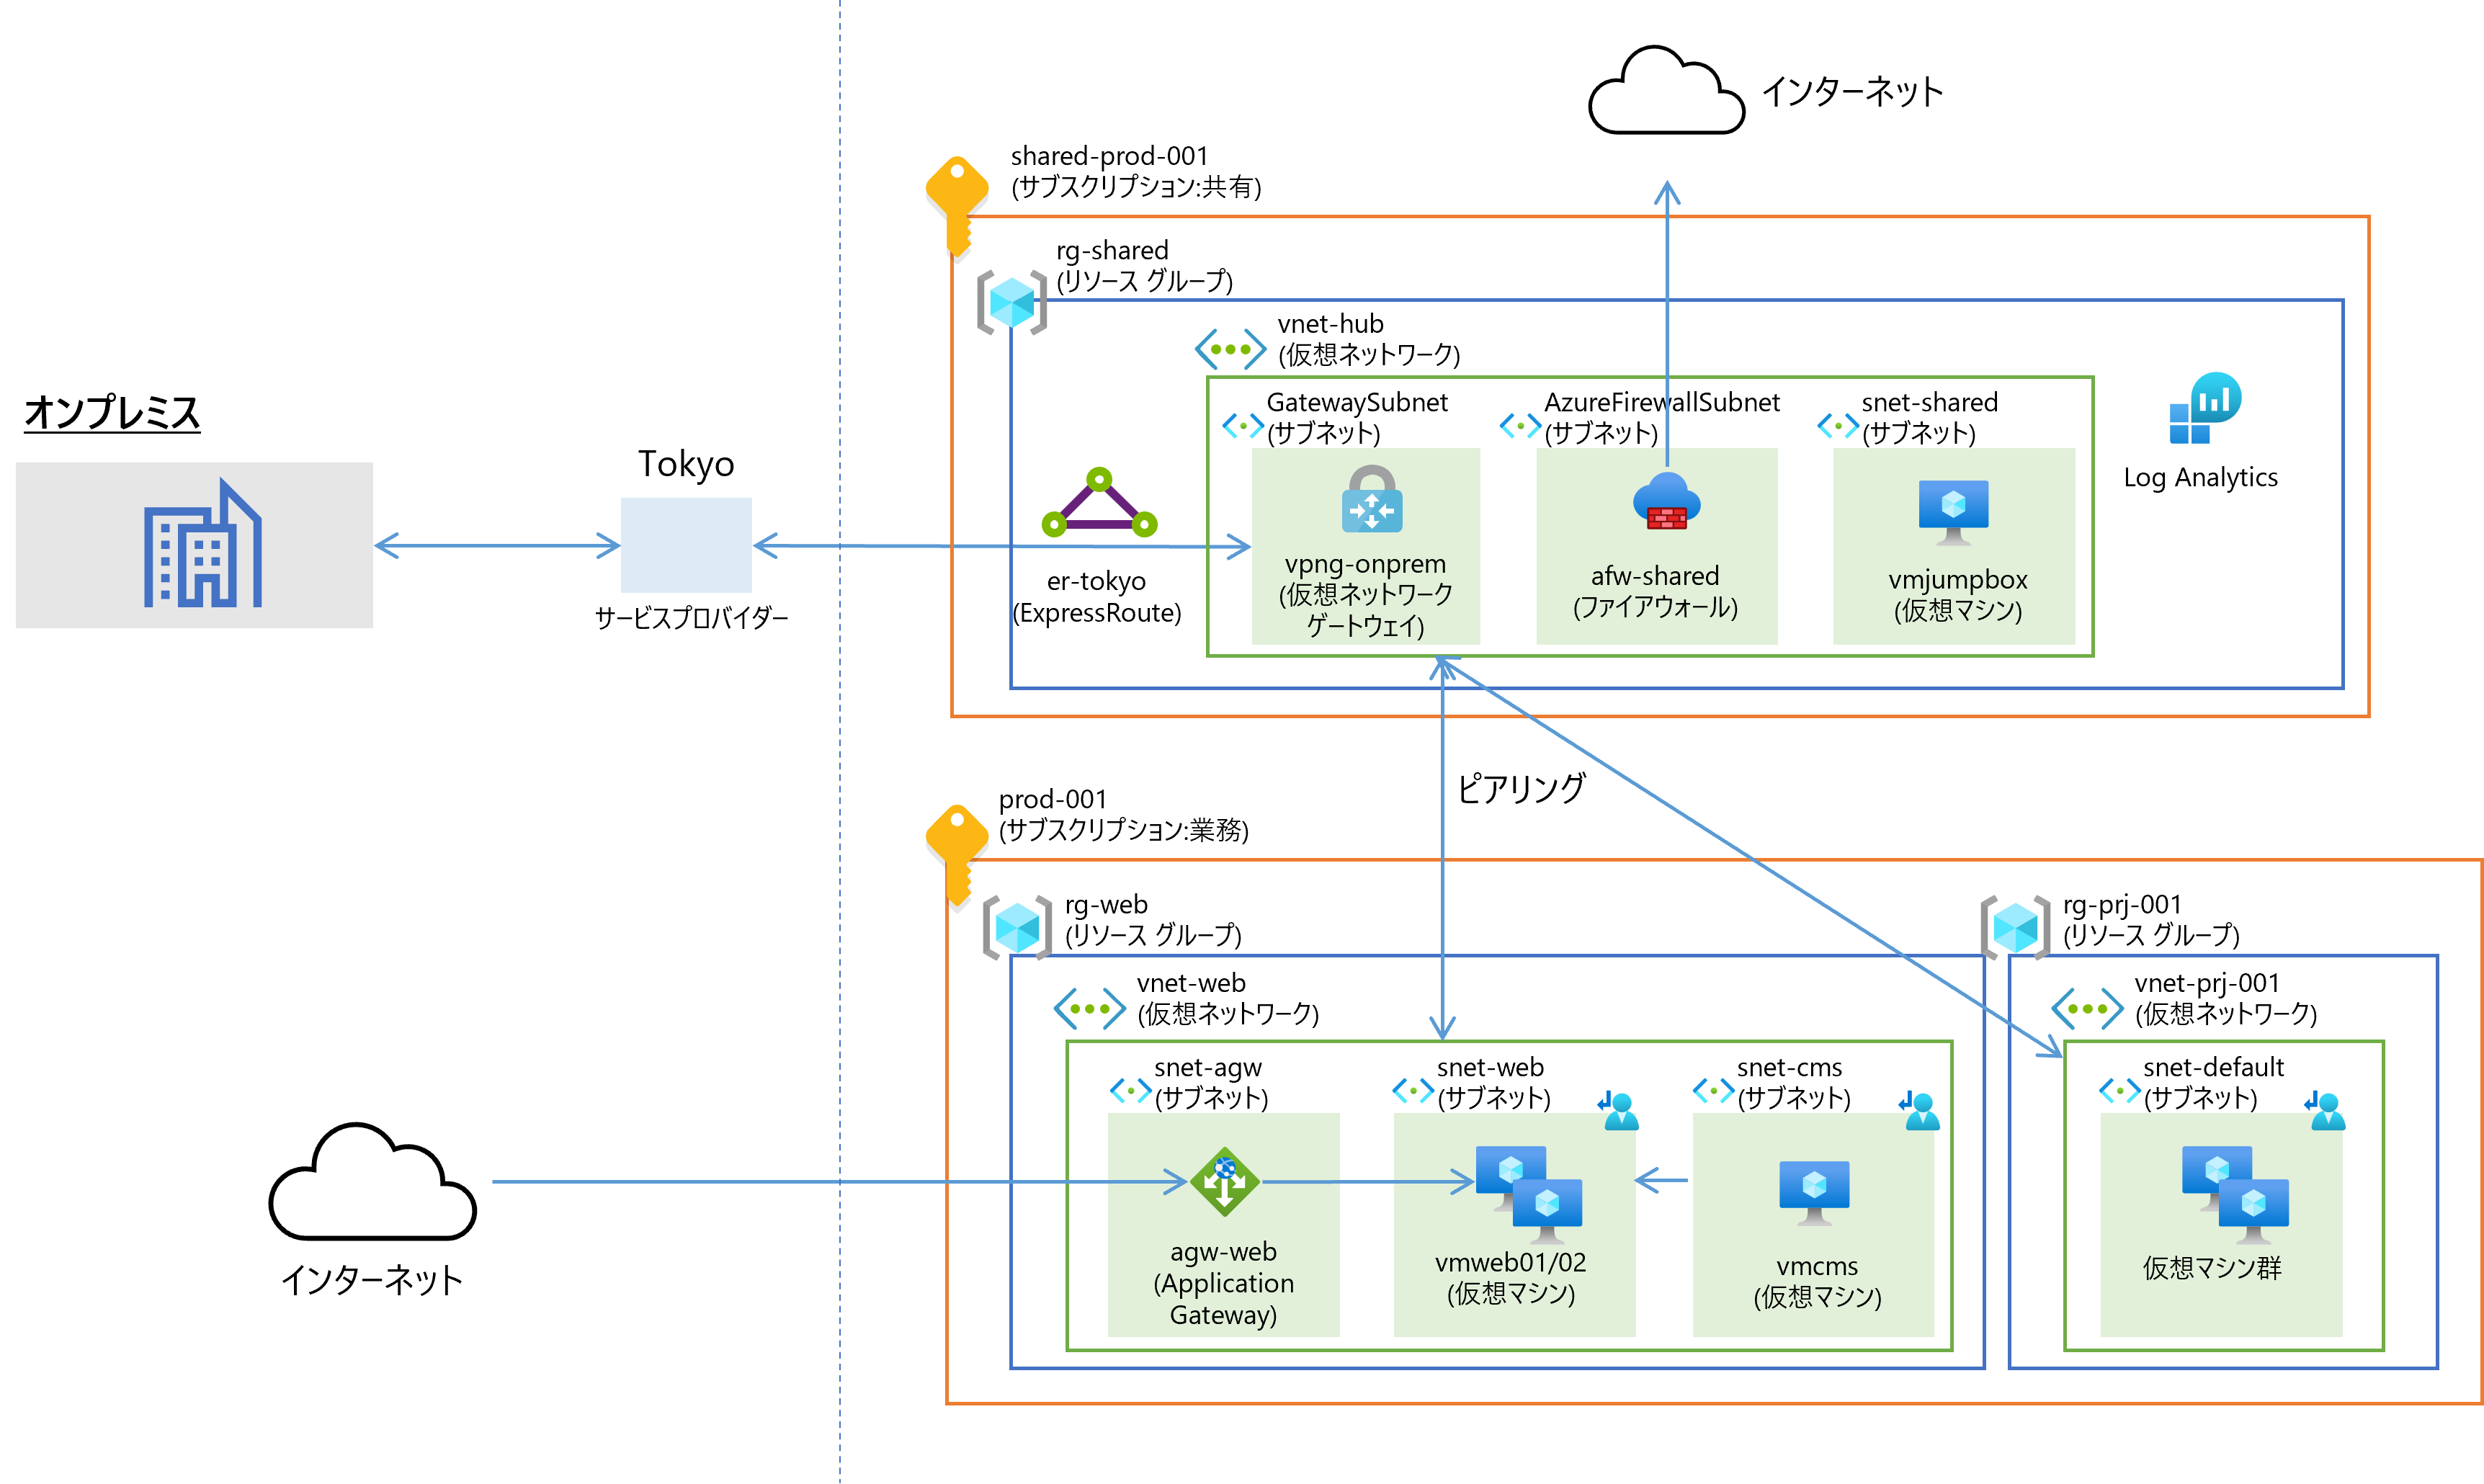 インターネット
shared-prod-001
(サブスクリプション:共有)
rg-shared
(リソース グループ)
vnet-hub
(仮想ネットワーク)
GatewaySubnet
(サブネット)
AzureFirewallSubnet
(サブネット)
snet-shared
(サブネット)
オンプレミス
Tokyo
サービスプロバイダー
er-tokyo
(ExpressRoute)
vpng-onprem
(仮想ネットワーク
ゲートウェイ)
afw-shared
(ファイアウォール)
vmjumpbox
(仮想マシン)
Log Analytics
ピアリング
prod-001
(サブスクリプション:業務)
rg-web
(リソース グループ)
rg-prj-001
(リソース グループ)
vnet-web
(仮想ネットワーク)
vnet-prj-001
(仮想ネットワーク)
snet-agw
(サブネット)
snet-web
(サブネット)
snet-cms
(サブネット)
snet-default
(サブネット)
インターネット
agw-web
(Application
Gateway)
vmweb01/02
(仮想マシン)
vmcms
(仮想マシン)
仮想マシン群